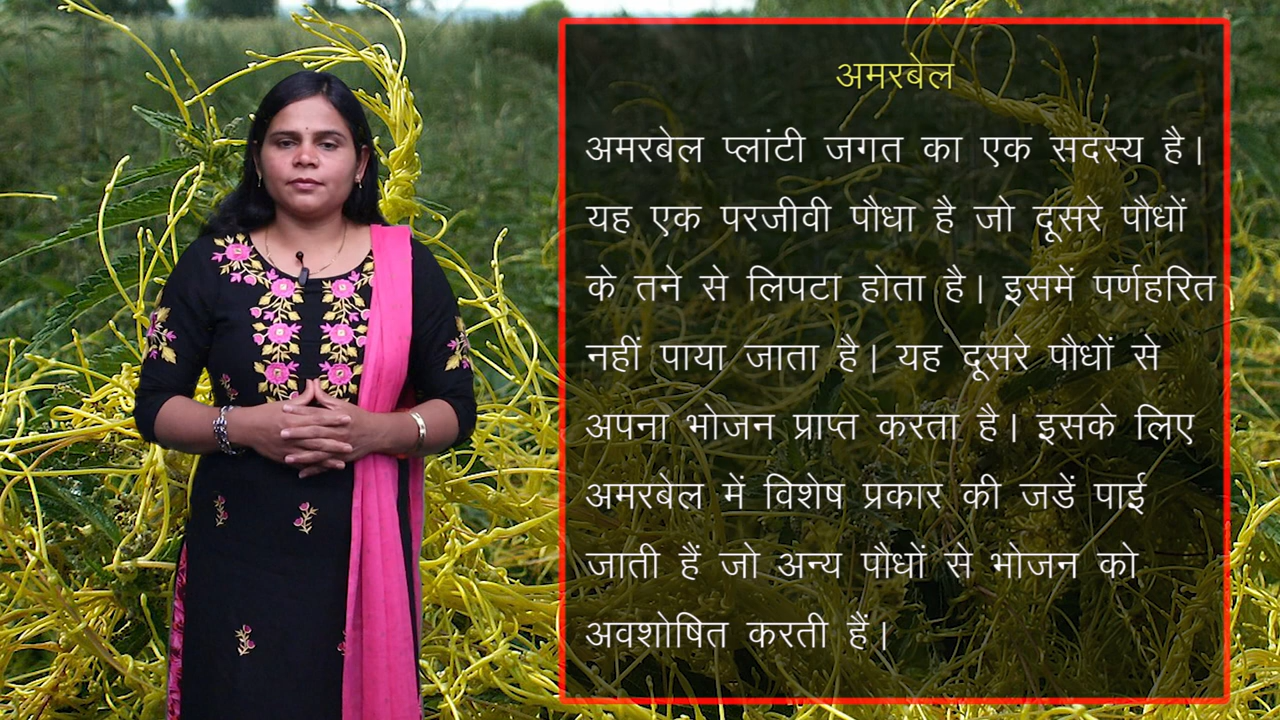 अमरबेल
अमरबेल प्लांटी जगत का एक सदस्य है।
यह एक परजीवी पौधा है जो दूसरे पौधों
के तने से लिपटा होता है। इसमें पर्णहरित
नहीं पाया जाता है। यह दूसरे पौधों से
अपना भोजन प्राप्त करता है। इसके लिए
अमरबेल में विशेष प्रकार की जडें पाई
जाती हैं जो अन्य पौधों से भोजन को
अवशोषित करती हैं।